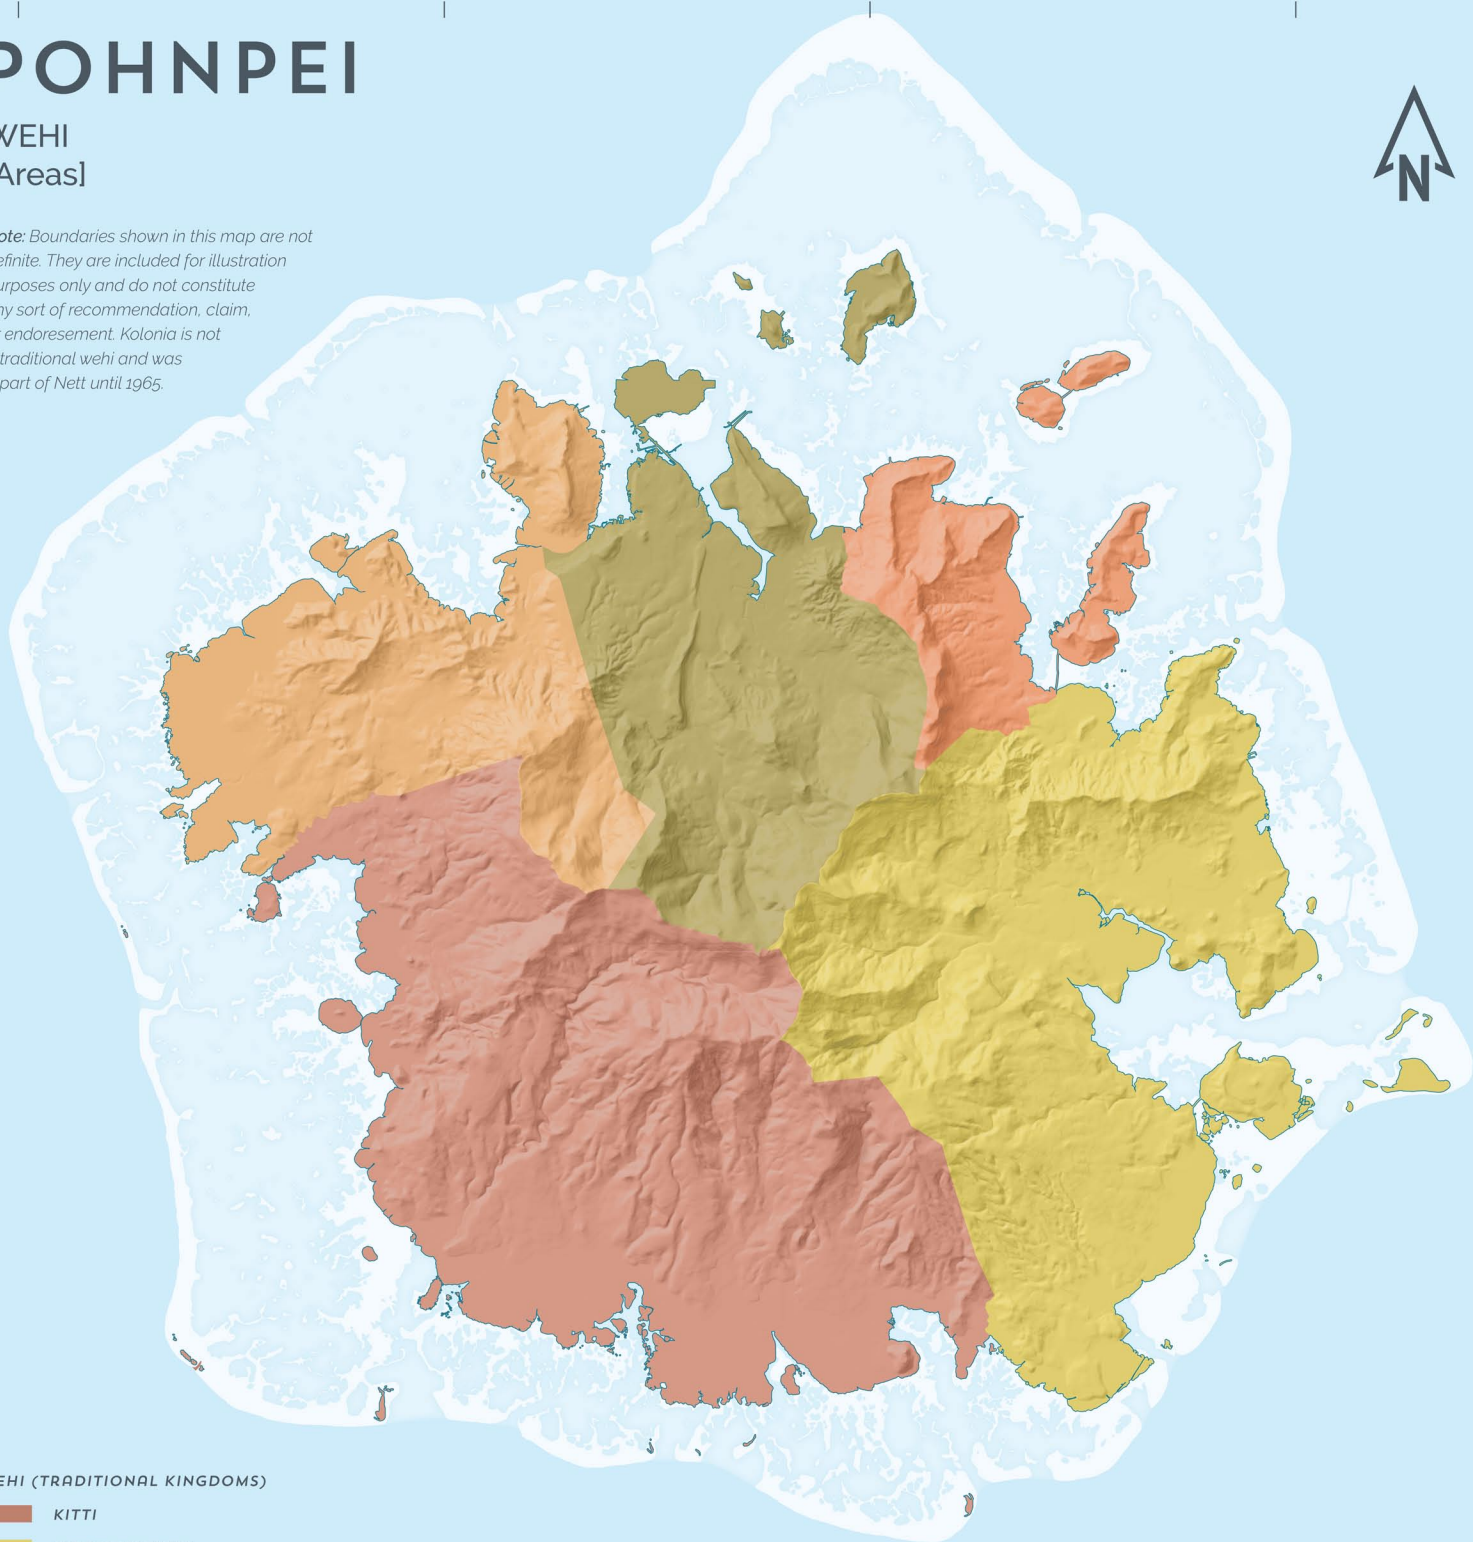 POHNPEI
WEHI
Areas]
ote: Boundaries shown in this map are not
efinite. They are included for illustration
urposes only and do not constitute
ny sort of recommendation, claim,
endoresement. Kolonia is not
traditional wehi and was
part of Nett until 1965.
N
EHI (TRADITIONAL KINGDOMS)
KITTI